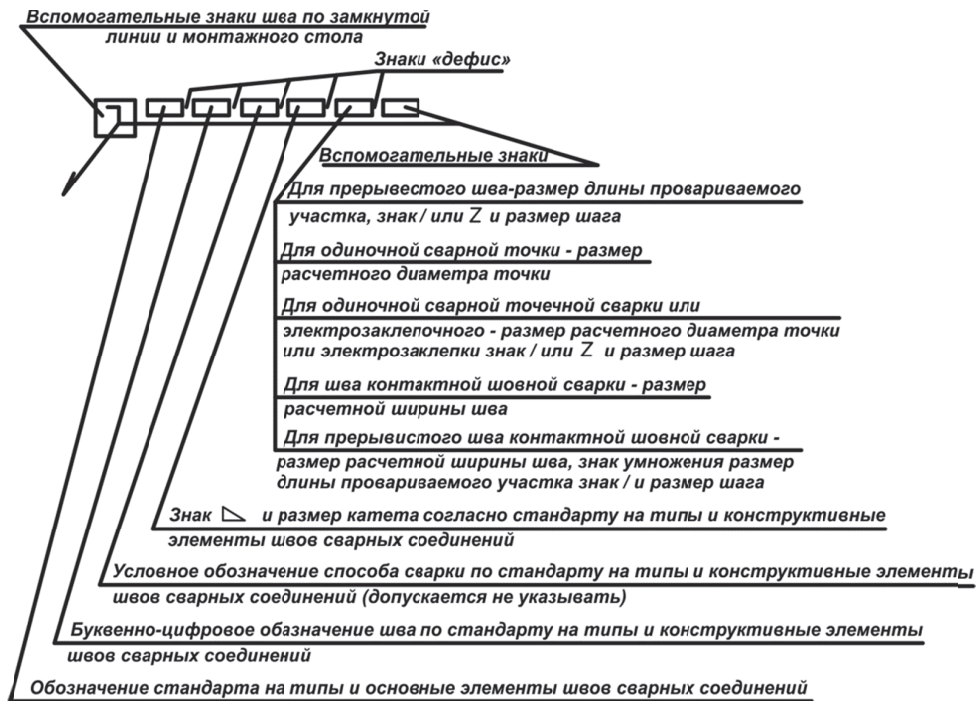 Вспомогательные знаки шва по замкнутой
линии и монтажного стола
Знаки «дефис»
Вспомогательные знаки
Для прерывестого шва-размер длины провариваемого
участка, знак / или Z и размер шага
Для одиночной сварной точки - размер
расчетного диаметра точки
Для одиночной сварной точечной сварки или
электрозаклепочного - размер расчетного диаметра точки
или электрозаклепки знак / или Z и размер шага
Для шва контактной шовной сварки - размер
расчетной ширины шва
Для прерывистого шва контактной шовной сварки -
размер расчетной ширины шва, знак умножения размер
длины провариваемого участка знак / и размер шага
Знак ⊿ и размер катета согласно стандарту на типы и конструктивные
элементы швов сварных соединений
Условное обозначение способа сварки по стандарту на типы и конструктивные элементы
швов сварных соединений (допускается не указывать)
Буквенно-цифровое обазначение шва по стандарту на типы и конструктивные элементы
швов сварных соединений
Обозначение стандарта на типы и основные элементы швов сварных соединений